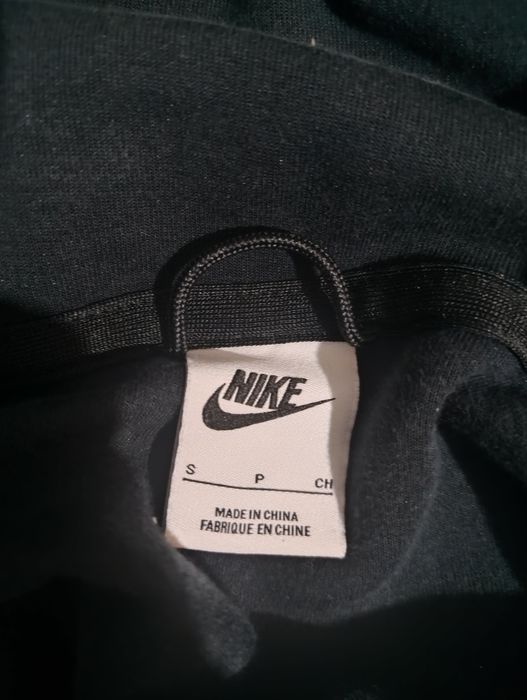 NIKE
S P CH
MADE IN CHINA
FABRIQUE EN CHINE